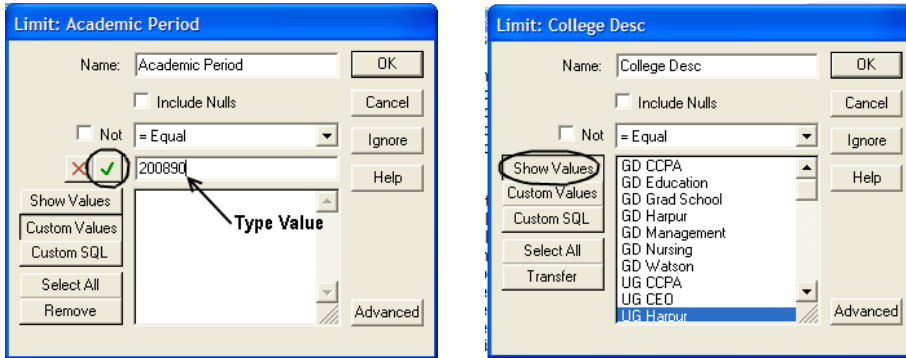 Limit: Academic Period
Name: Academic Period
OK
Include Nulls
Cancel
Not
= Equal
Ignore
200890
Help
Show Values
Type Value
Custom Values
Custom SQL
Select All
Remove
Advanced
Limit: College Desc
Name: College Desc
OK
Include Nulls
Cancel
Not
= Equal
Ignore
Show Values
GD CCPA
Help
GD Education
Custom Values
GD Grad School
Custom SQL
GD Harpur
GD Management
Select All
GD Nursing
GD Watson
Transfer
UG CCPA
UG CEO
UG Harpur
Advanced